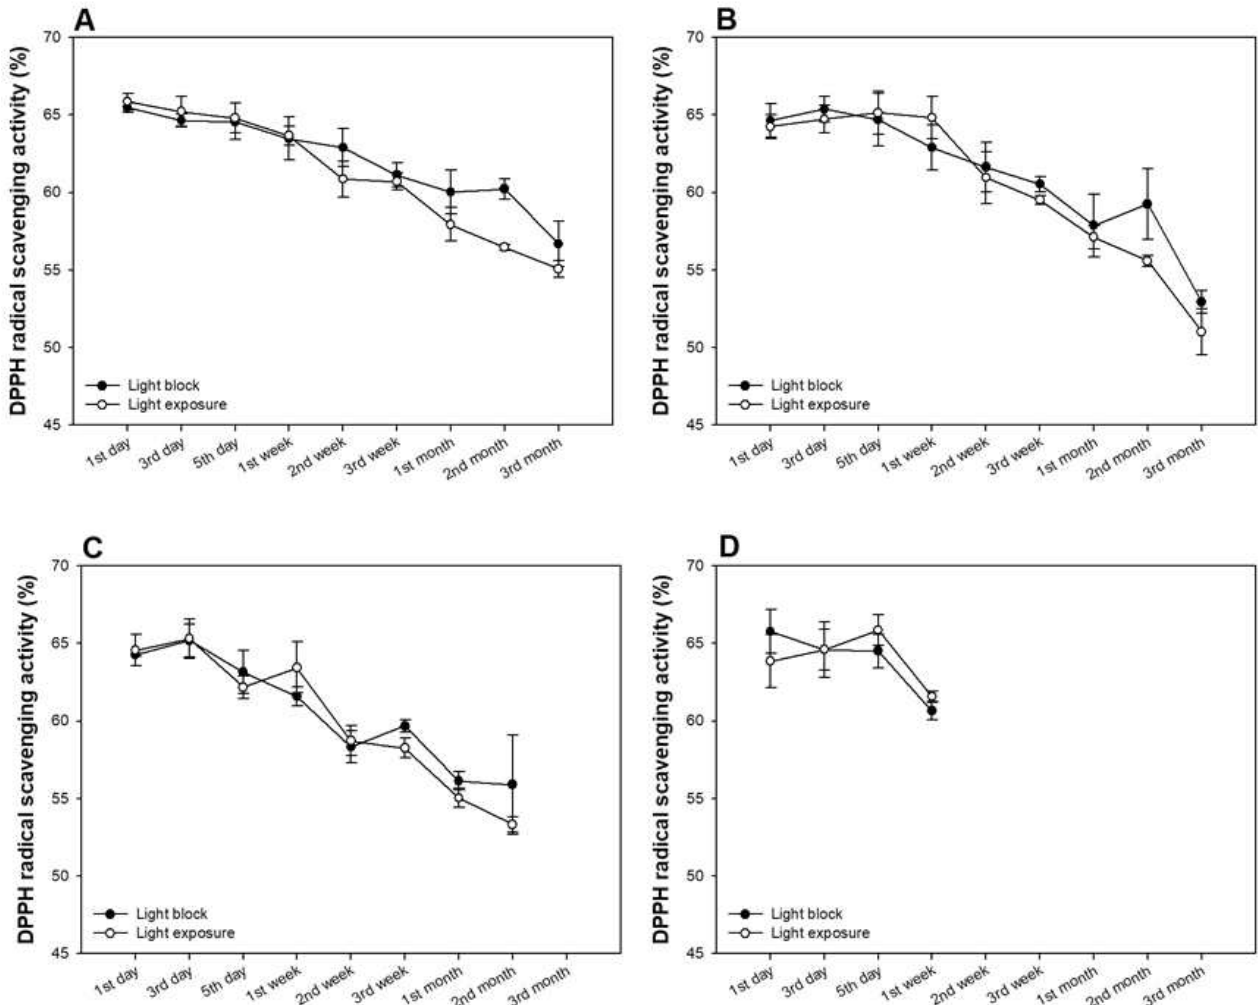 A
DPPH radical scavenging activity (%)
70
65
60
55
50
45
Light block
Light exposure
1st day
3rd day
5th day
1st week
2nd week
3rd week
1st month
2nd month
3rd month
B
DPPH radical scavenging activity (%)
70
65
60
55
50
45
Light block
Light exposure
1st day
3rd day
5th day
1st week
2nd week
3rd week
1st month
2nd month
3rd month
C
DPPH radical scavenging activity (%)
70
65
60
55
50
45
Light block
Light exposure
1st day
3rd day
5th day
1st week
2nd week
3rd week
1st month
2nd month
3rd month
D
DPPH radical scavenging activity (%)
70
65
60
55
50
45
Light block
Light exposure
1st day
3rd day
5th day
1st week
2nd week
3rd week
1st month
2nd month
3rd month